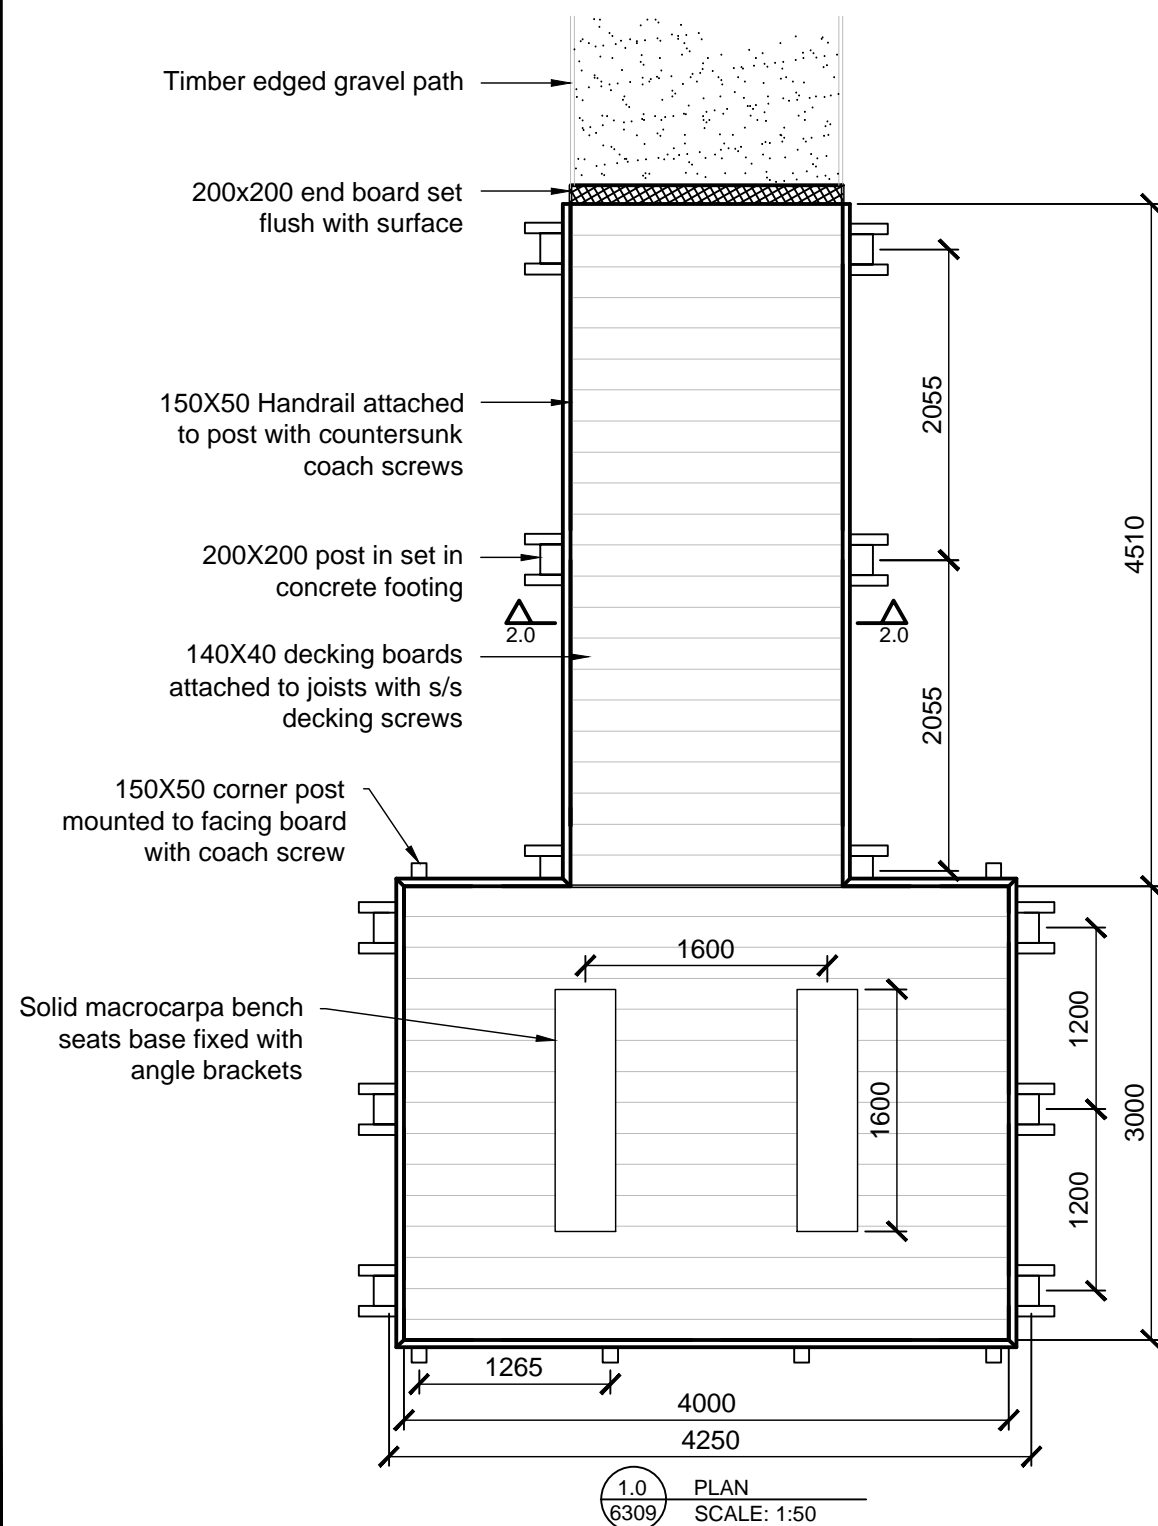 Timber edged gravel path
200x200 end board set
flush with surface
150X50 Handrail attached
to post with countersunk
coach screws
2055
4510
200X200 post in set in
concrete footing
2.0
2.0
140X40 decking boards
attached to joists with s/s
decking screws
2055
150X50 corner post
mounted to facing board
with coach screw
1600
Solid macrocarpa bench
seats base fixed with
angle brackets
1200
1600
3000
1200
1265
4000
4250
1.0
6309
PLAN
SCALE: 1:50